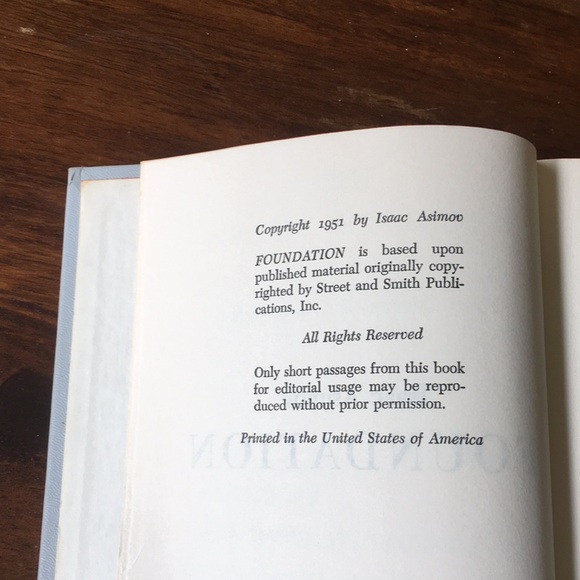 Copyright 1951 by Isaac Asimov
FOUNDATION is based upon
published material originally copy-
righted by Street and Smith Publi-
cations, Inc.
All Rights Reserved
Only short passages from this book
for editorial usage may be repro-
duced without prior permission.
Printed in the United States of America
FOUNDATION